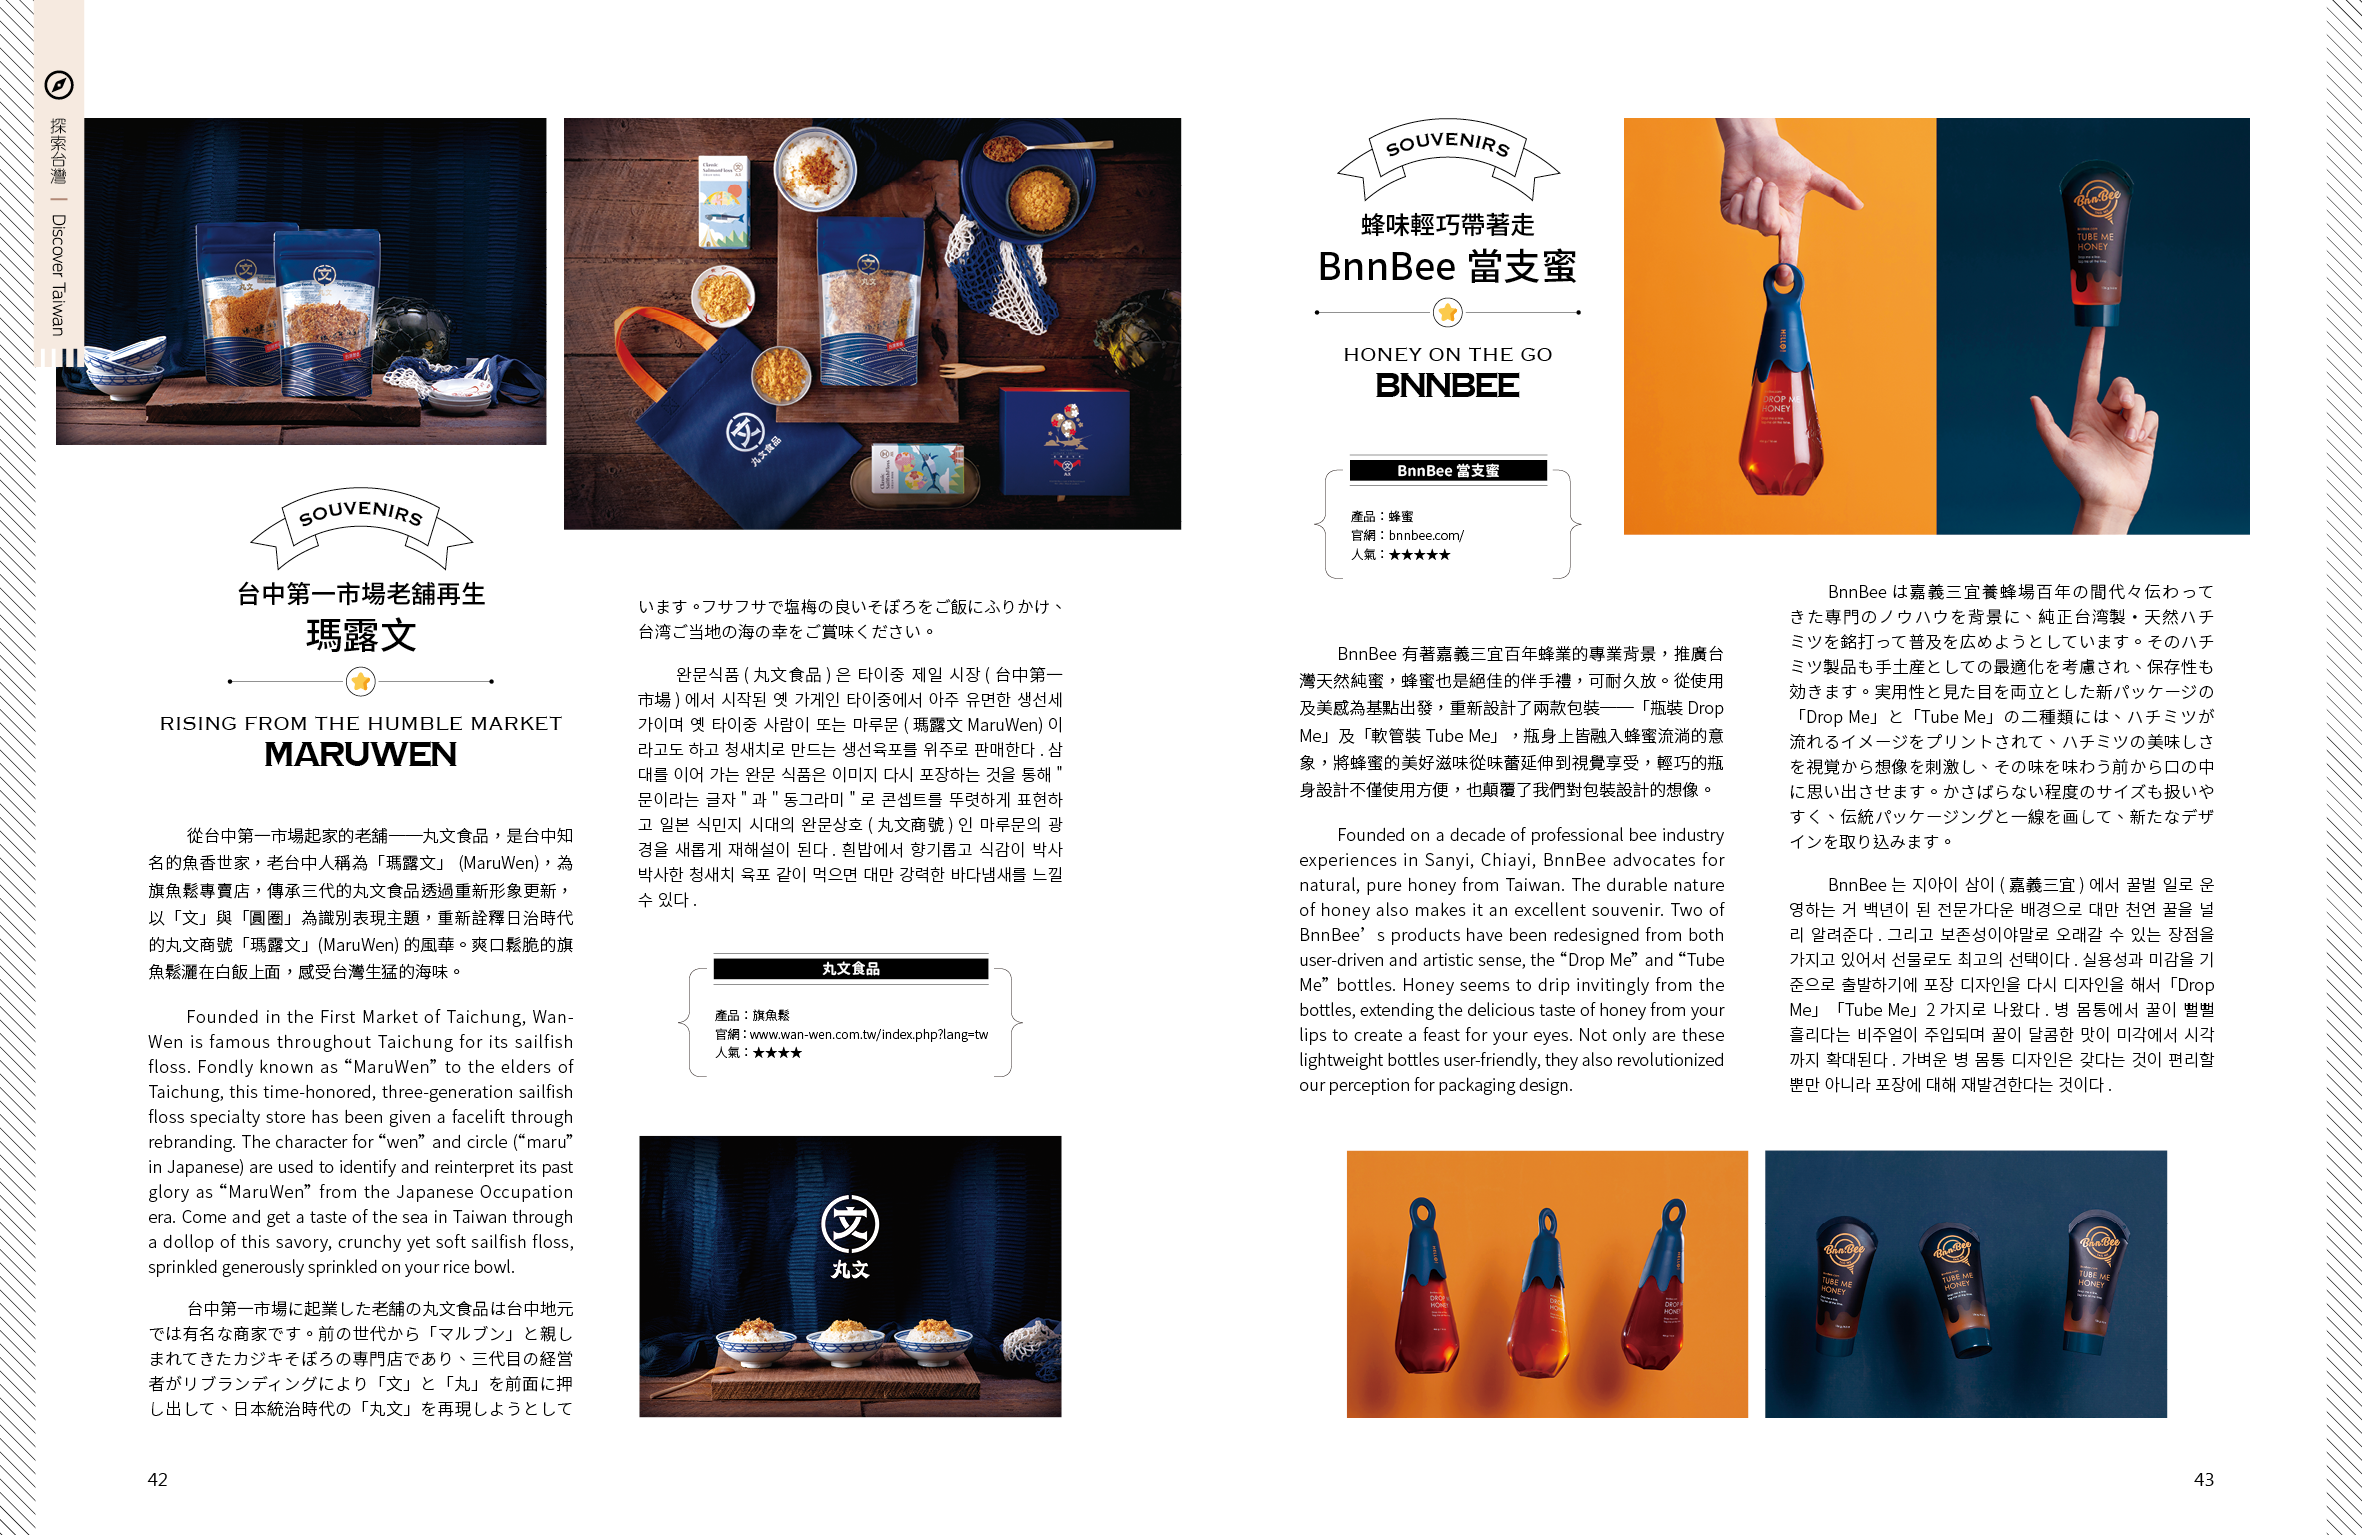 探索台灣 | Discover Taiwan
SOUVENIRS
台中第一市場老舖再生
瑪露文
RISING FROM THE HUMBLE MARKET
MARUWEN
從台中第一市場起家的老舖——丸文食品，是台中知
名的魚香世家，老台中人稱為「瑪露文」 (MaruWen)，為
旗魚鬆專賣店，傳承三代的丸文食品透過重新形象更新，
以「文」與「圓圈」為識別表現主題，重新詮釋日治時代
的丸文商號「瑪露文」(MaruWen) 的風華。爽口鬆脆的旗
魚鬆灑在白飯上面，感受台灣生猛的海味。
Founded in the First Market of Taichung, Wan-
Wen is famous throughout Taichung for its sailfish
floss. Fondly known as “MaruWen” to the elders of
Taichung, this time-honored, three-generation sailfish
floss specialty store has been given a facelift through
rebranding. The character for “wen” and circle (“maru”
in Japanese) are used to identify and reinterpret its past
glory as “MaruWen” from the Japanese Occupation
era. Come and get a taste of the sea in Taiwan through
a dollop of this savory, crunchy yet soft sailfish floss,
sprinkled generously sprinkled on your rice bowl.
台中第一市場に起業した老舗の丸文食品は台中地元
では有名な商家です。前の世代から「マルブン」と親し
まれてきたカジキそぼろの専門店であり、三代目の経営
者がリブランディングにより「文」と「丸」を前面に押
し出して、日本統治時代の「丸文」を再現しようとして
います。フサフサで塩梅の良いそぼろをご飯にふりかけ、
台湾ご当地の海の幸をご賞味ください。
완문식품 ( 丸文食品 ) 은 타이중 제일 시장 ( 台中第一
市場 ) 에서 시작된 옛 가게인 타이중에서 아주 유면한 생선세
가이며 옛 타이중 사람이 또는 마루문 ( 瑪露文 MaruWen) 이
라고도 하고 청새치로 만드는 생선육포를 위주로 판매한다 . 삼
대를 이어 가는 완문 식품은 이미지 다시 포장하는 것을 통해 "
문이라는 글자 " 과 " 동그라미 " 로 콘셉트를 뚜렷하게 표현하
고 일본 식민지 시대의 완문상호 ( 丸文商號 ) 인 마루문의 광
경을 새롭게 재해설이 된다 . 흰밥에서 향기롭고 식감이 박사
박사한 청새치 육포 같이 먹으면 대만 강력한 바다냄새를 느낄
수 있다 .
丸文食品
產品：旗魚鬆
官網：www.wan-wen.com.tw/index.php?lang=tw
人氣：★★★★
文
丸文
42
SOUVENIRS
蜂味輕巧帶著走
BnnBee 當支蜜
HONEY ON THE GO
BNNBEE
BnnBee 當支蜜
產品：蜂蜜
官網：bnnbee.com/
人氣：★★★★★
BnnBee 有著嘉義三宜百年蜂業的專業背景，推廣台
灣天然純蜜，蜂蜜也是絕佳的伴手禮，可耐久放。從使用
及美感為基點出發，重新設計了兩款包裝——「瓶裝 Drop
Me」及「軟管裝 Tube Me」，瓶身上皆融入蜂蜜流淌的意
象，將蜂蜜的美好滋味從味蕾延伸到視覺享受，輕巧的瓶
身設計不僅使用方便，也顛覆了我們對包裝設計的想像。
Founded on a decade of professional bee industry
experiences in Sanyi, Chiayi, BnnBee advocates for
natural, pure honey from Taiwan. The durable nature
of honey also makes it an excellent souvenir. Two of
BnnBee’s products have been redesigned from both
user-driven and artistic sense, the “Drop Me” and “Tube
Me” bottles. Honey seems to drip invitingly from the
bottles, extending the delicious taste of honey from your
lips to create a feast for your eyes. Not only are these
lightweight bottles user-friendly, they also revolutionized
our perception for packaging design.
BnnBee は嘉義三宜養蜂場百年の間代々伝わって
きた専門のノウハウを背景に、純正台湾製・天然ハチ
ミツを銘打って普及を広めようとしています。そのハチ
ミツ製品も手土産としての最適化を考慮され、保存性も
効きます。実用性と見た目を両立とした新パッケージの
「Drop Me」と「Tube Me」の二種類には、ハチミツが
流れるイメージをプリントされて、ハチミツの美味しさ
を視覚から想像を刺激し、その味を味わう前から口の中
に思い出させます。かさばらない程度のサイズも扱いや
すく、伝統パッケージングと一線を画して、新たなデザ
インを取り込みます。
BnnBee 는 지아이 삼이 ( 嘉義三宜 ) 에서 꿀벌 일로 운
영하는 거 백년이 된 전문가다운 배경으로 대만 천연 꿀을 널
리 알려준다 . 그리고 보존성이야말로 오래갈 수 있는 장점을
가지고 있어서 선물로도 최고의 선택이다 . 실용성과 미감을 기
준으로 출발하기에 포장 디자인을 다시 디자인을 해서「Drop
Me」「Tube Me」2 가지로 나왔다 . 병 몸통에서 꿀이 뻘뻘
흘리다는 비주얼이 주입되며 꿀이 달콤한 맛이 미각에서 시각
까지 확대된다 . 가벼운 병 몸통 디자인은 갖다는 것이 편리할
뿐만 아니라 포장에 대해 재발견한다는 것이다 .
HELLO!
DROP ME
HONEY
BnnBee
TUBE ME
HONEY
43